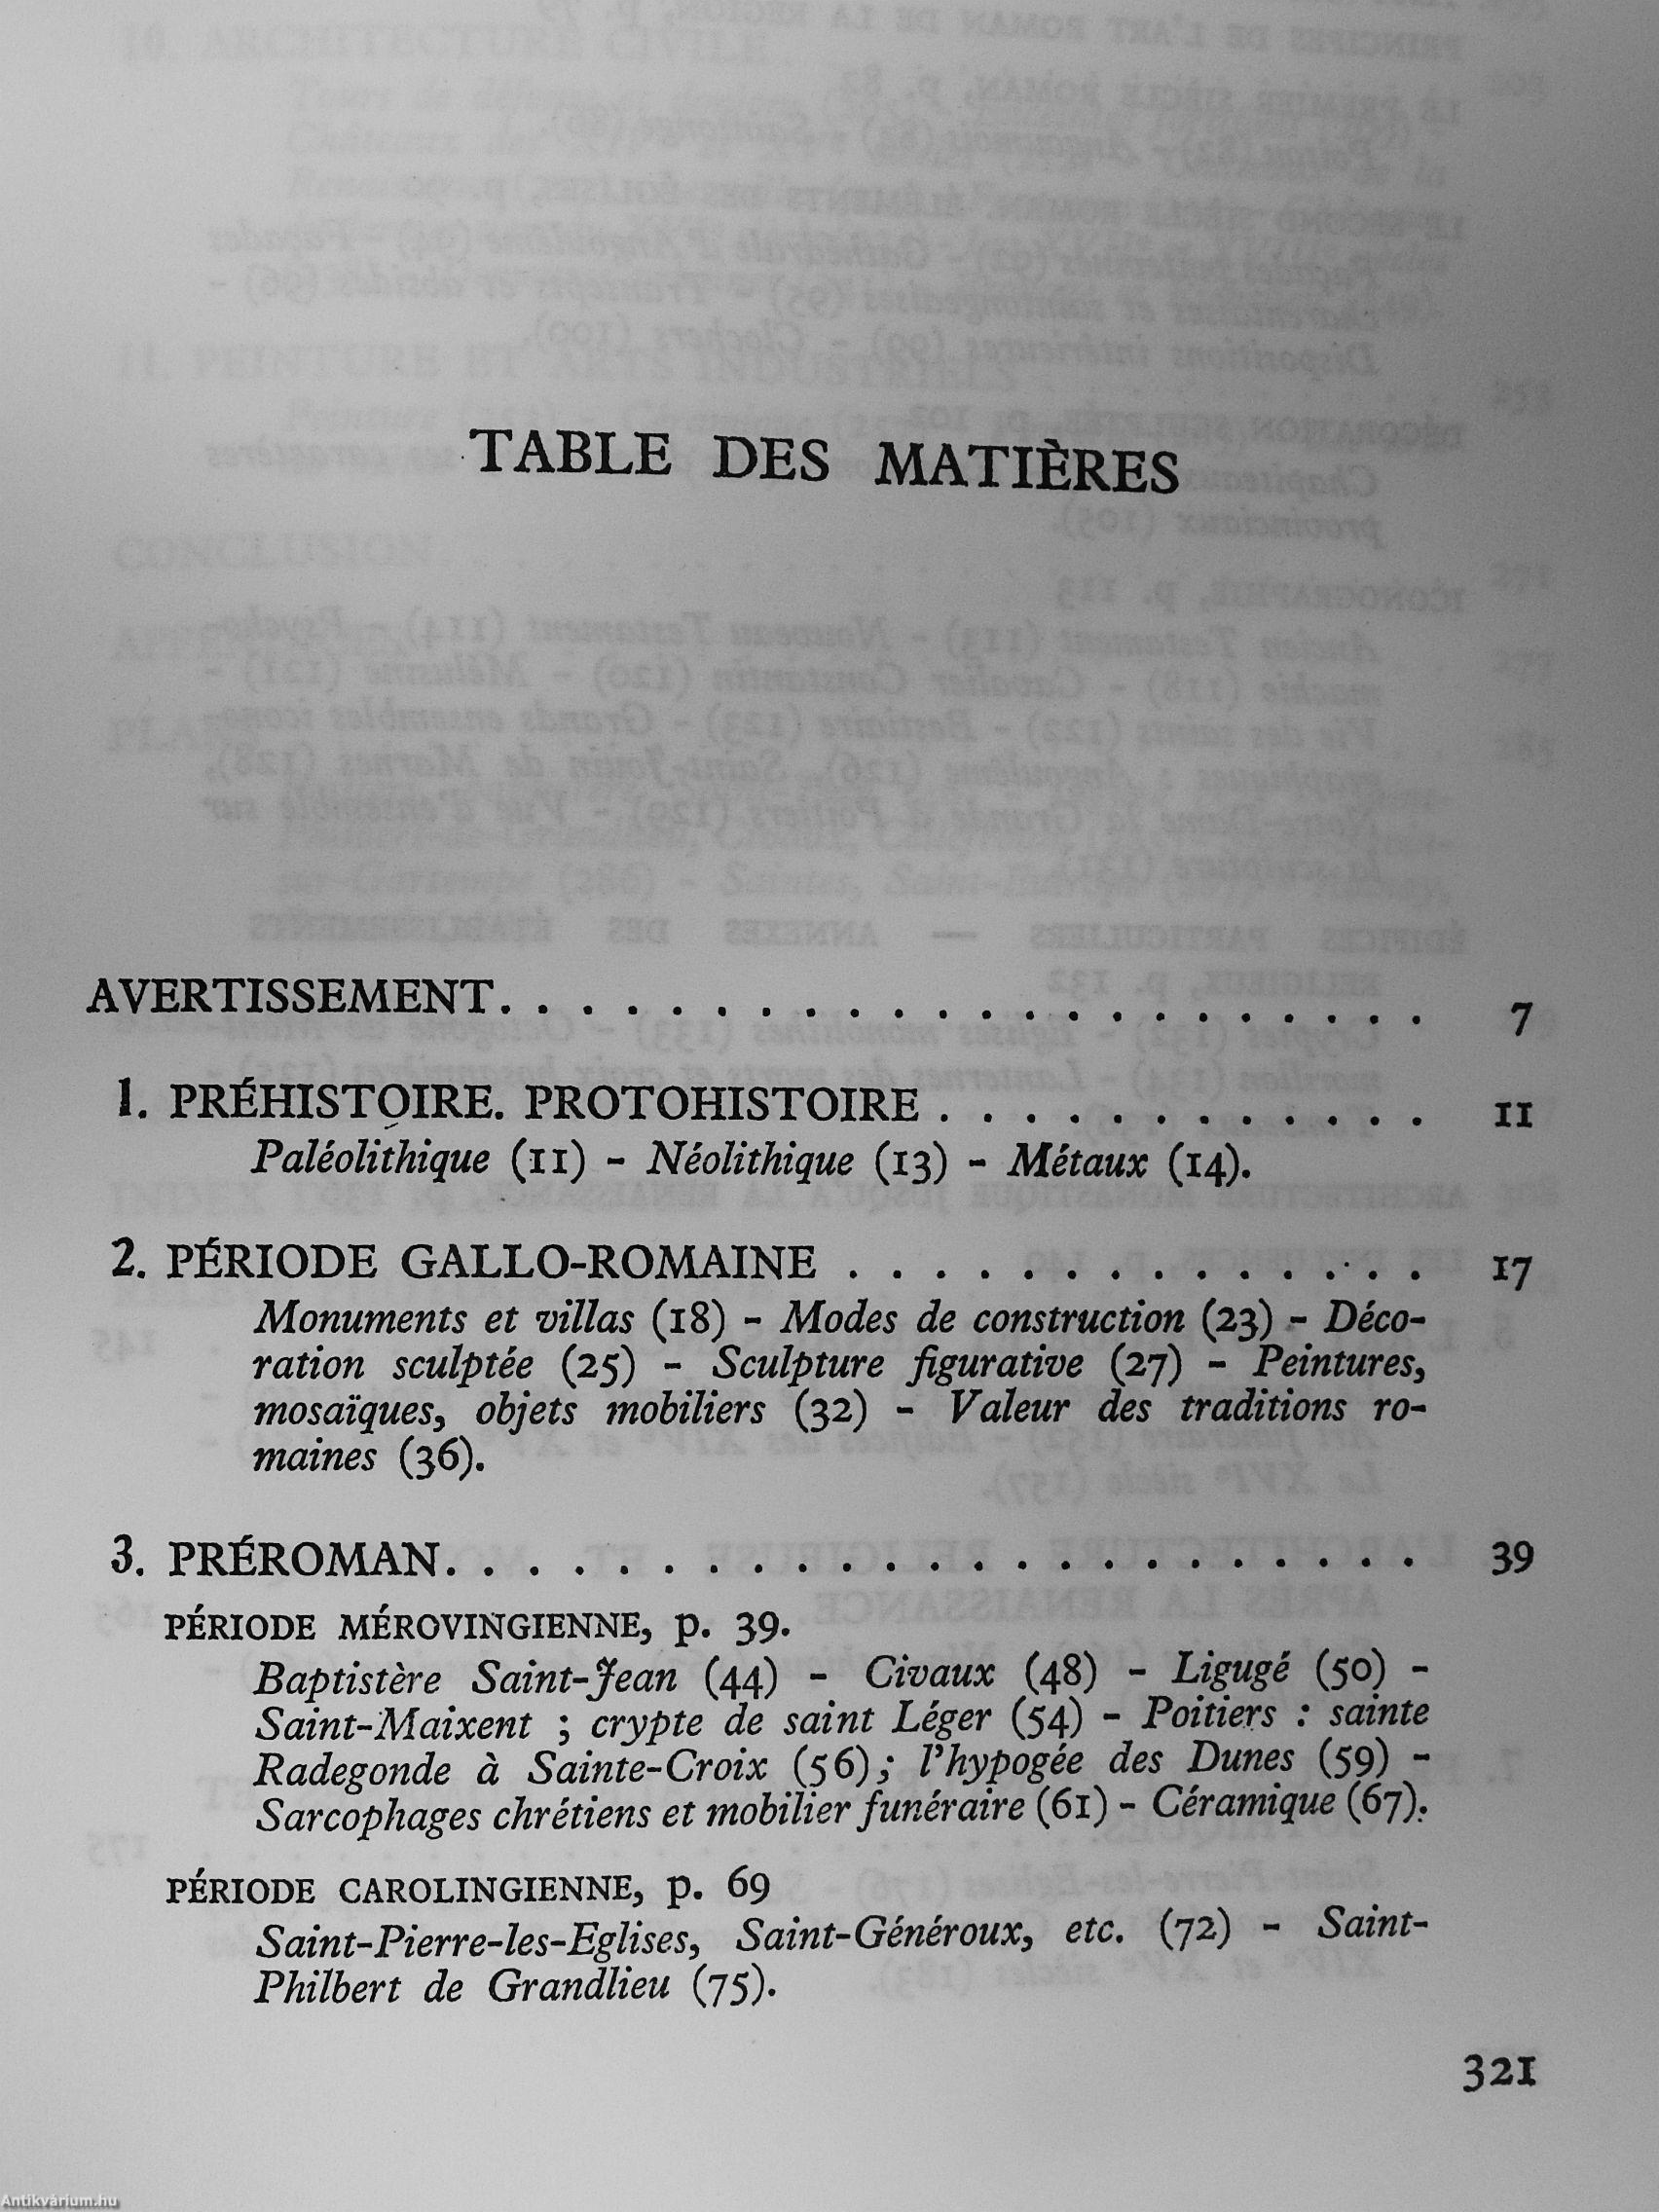 TABLE DES MATIÈRES
AVERTISSEMENT. . . . . . . . . . . . . . . . . . . . . . 7
1. PRÉHISTOIRE. PROTOHISTOIRE . . . . . . . . . . . . 11
Paléolithique (11) - Néolithique (13) - Métaux (14).
2. PÉRIODE GALLO-ROMAINE . . . . . . . . . . . . . . 17
Monuments et villas (18) - Modes de construction (23) - Déco-
ration sculptée (25) - Sculpture figurative (27) - Peintures,
mosaïques, objets mobiliers (32) - Valeur des traditions ro-
maines (36).
3. PRÉROMAN. . . . . . . . . . . . . . . . . . . . . . . 39
PÉRIODE MÉROVINGIENNE, p. 39.
Baptistère Saint-Jean (44) - Civaux (48) - Ligugé (50) -
Saint-Maixent ; crypte de saint Léger (54) - Poitiers : sainte
Radegonde à Sainte-Croix (56) ; l'hypogée des Dunes (59) -
Sarcophages chrétiens et mobilier funéraire (61) - Céramique (67).
PÉRIODE CAROLINGIENNE, p. 69
Saint-Pierre-les-Eglises, Saint-Généroux, etc. (72) - Saint-
Philbert de Grandlieu (75).
321
Antikvárium.hu